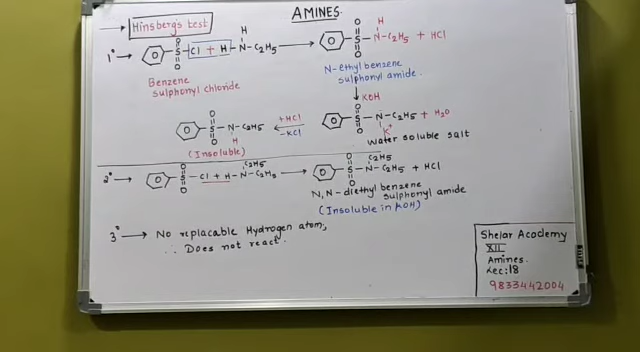 AMINES.
→ Hinsberg's test
1° → S-Cl + H-N-C2H5 → S-N-C2H5 + HCl
Benzene sulphonyl chloride
N-ethyl benzene sulphonyl amide.
↓ KOH
S-N-C2H5 + H2O
K+
water soluble salt
+HCl
-KCl
S-N-C2H5
H
(Insoluble)
2° → S-Cl + H-N-C2H5 → S-N-C2H5 + HCl
C2H5
C2H5
N,N-diethyl benzene sulphonyl amide
(Insoluble in KOH)
3° → No replacable Hydrogen atom,
∴ Does not react.
Shelar Academy
XII
Amines.
Lec:18
9833442004